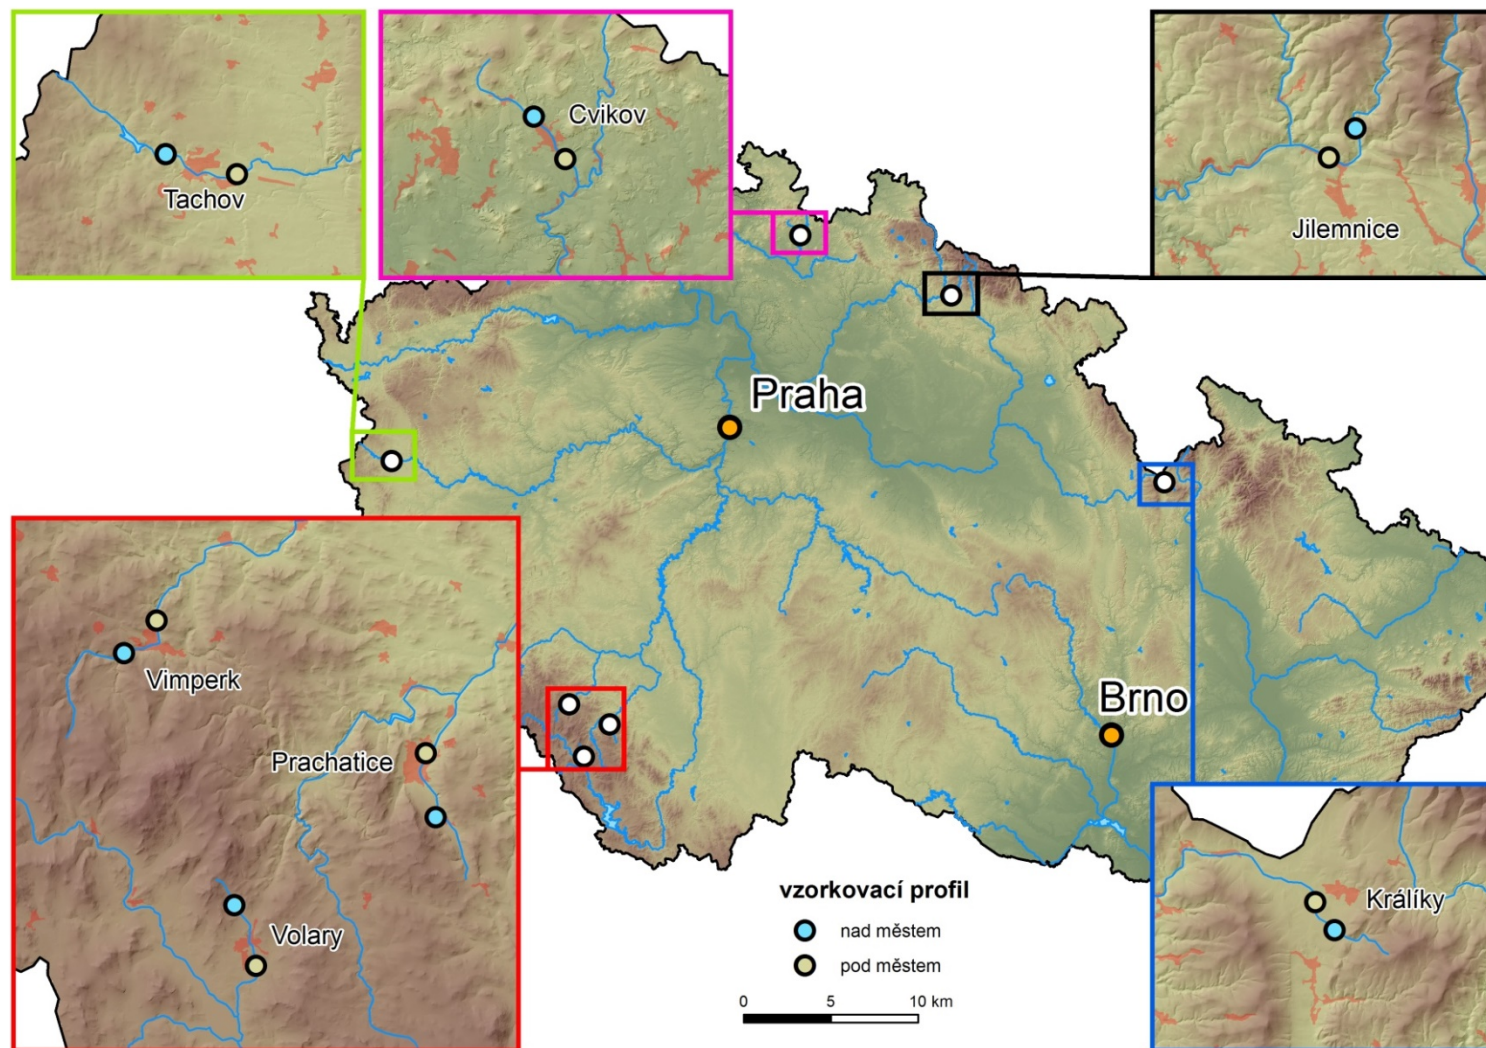 Cvikov
Tachov
Jilemnice
Praha
Vimperk
Prachatice
Brno
Volary
vzorkovací profil
nad městem
pod městem
0 5 10 km
Králíky